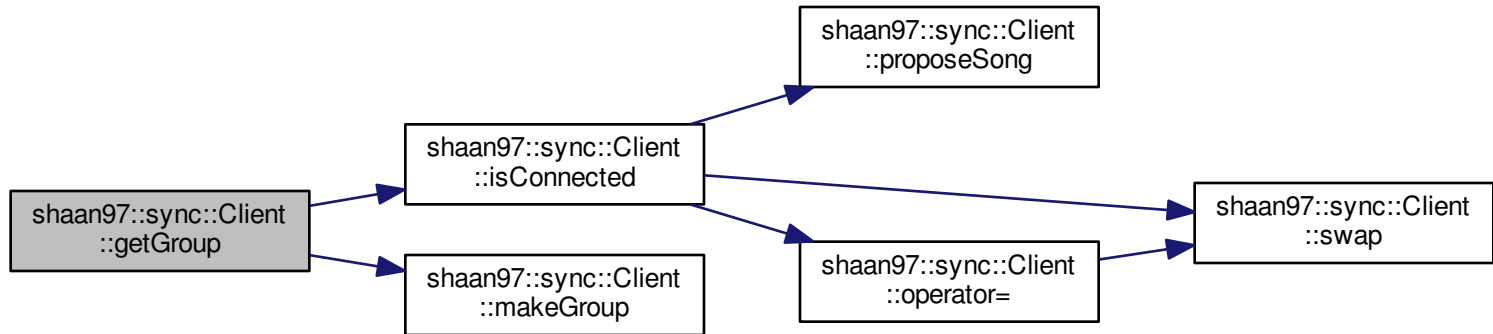 shaan97::sync::Client
::getGroup
shaan97::sync::Client
::isConnected
shaan97::sync::Client
::makeGroup
shaan97::sync::Client
::proposeSong
shaan97::sync::Client
::operator=
shaan97::sync::Client
::swap